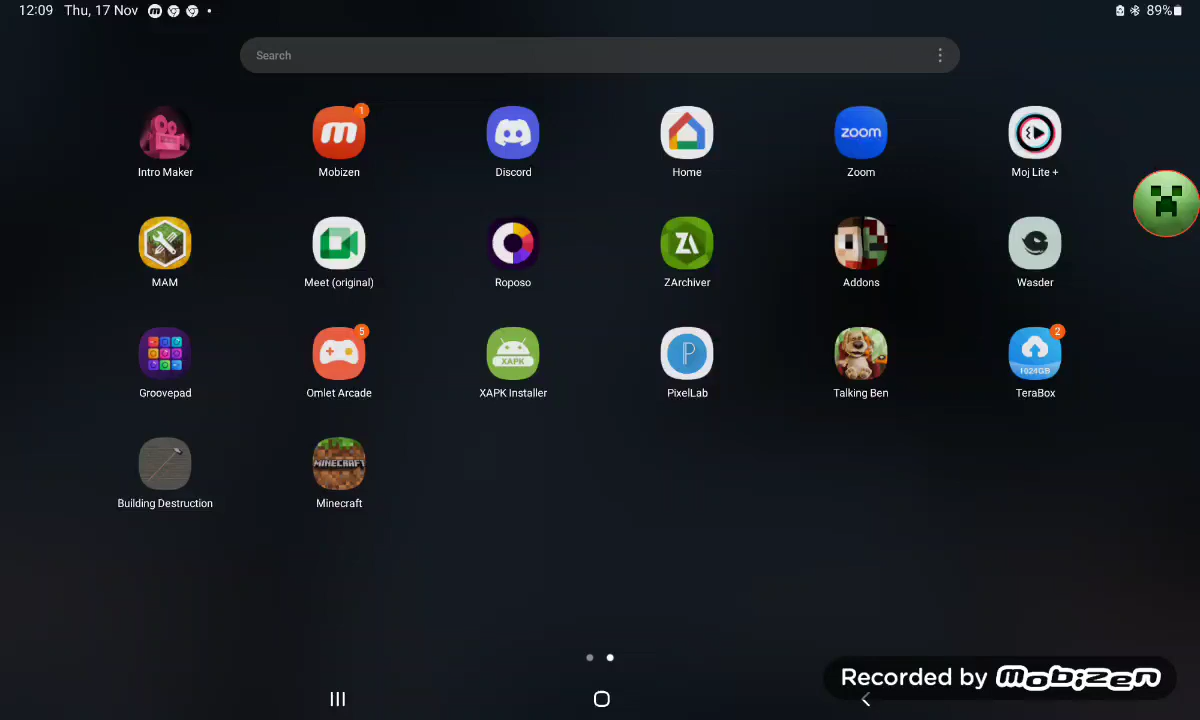 12:09 Thu, 17 Nov 89%
Search
1
Intro Maker Mobizen Discord Home zoom Zoom Moj Lite +
MAM Meet (original) Roposo ZA ZArchiver Addons Wasder
5 XAPK P 2 1024GB
Groovepad Omlet Arcade XAPK Installer PixelLab Talking Ben TeraBox
MINECRAFT
Building Destruction Minecraft
Recorded by mobizen